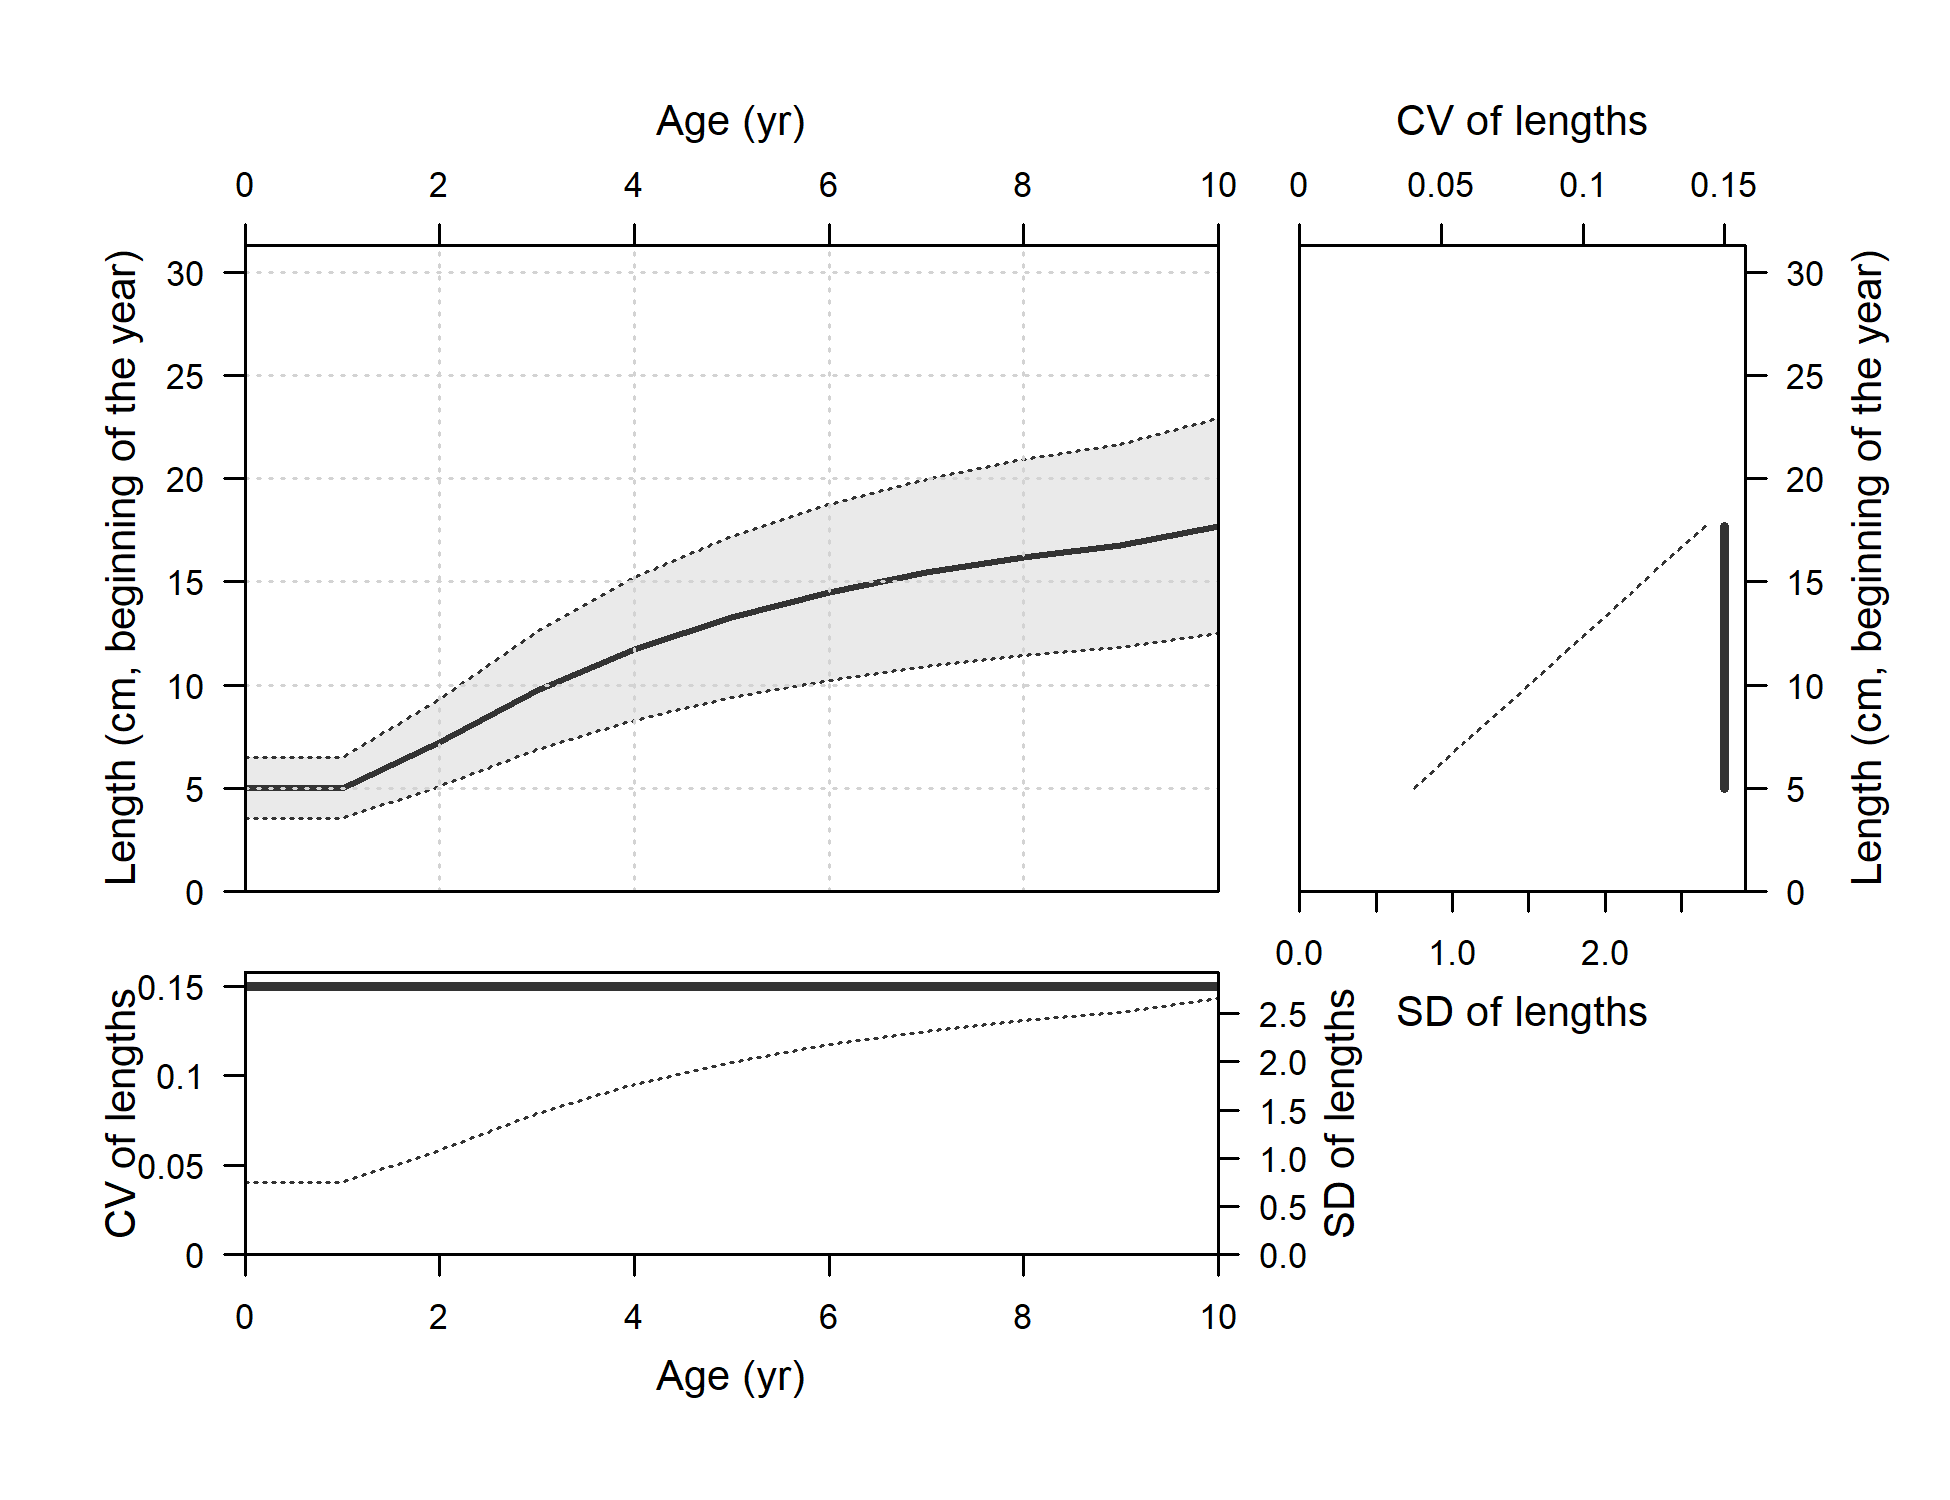 Age (yr)
CV of lengths
0 2 4 6 8 10
0 0.05 0.1 0.15
Length (cm, beginning of the year)
30
25
20
15
10
5
0
30
25
20
15
10
5
0
Length (cm, beginning of the year)
0.0 1.0 2.0
SD of lengths
CV of lengths
0.15
0.1
0.05
0
2.5
2.0
1.5
1.0
0.5
0.0
SD of lengths
0 2 4 6 8 10
Age (yr)